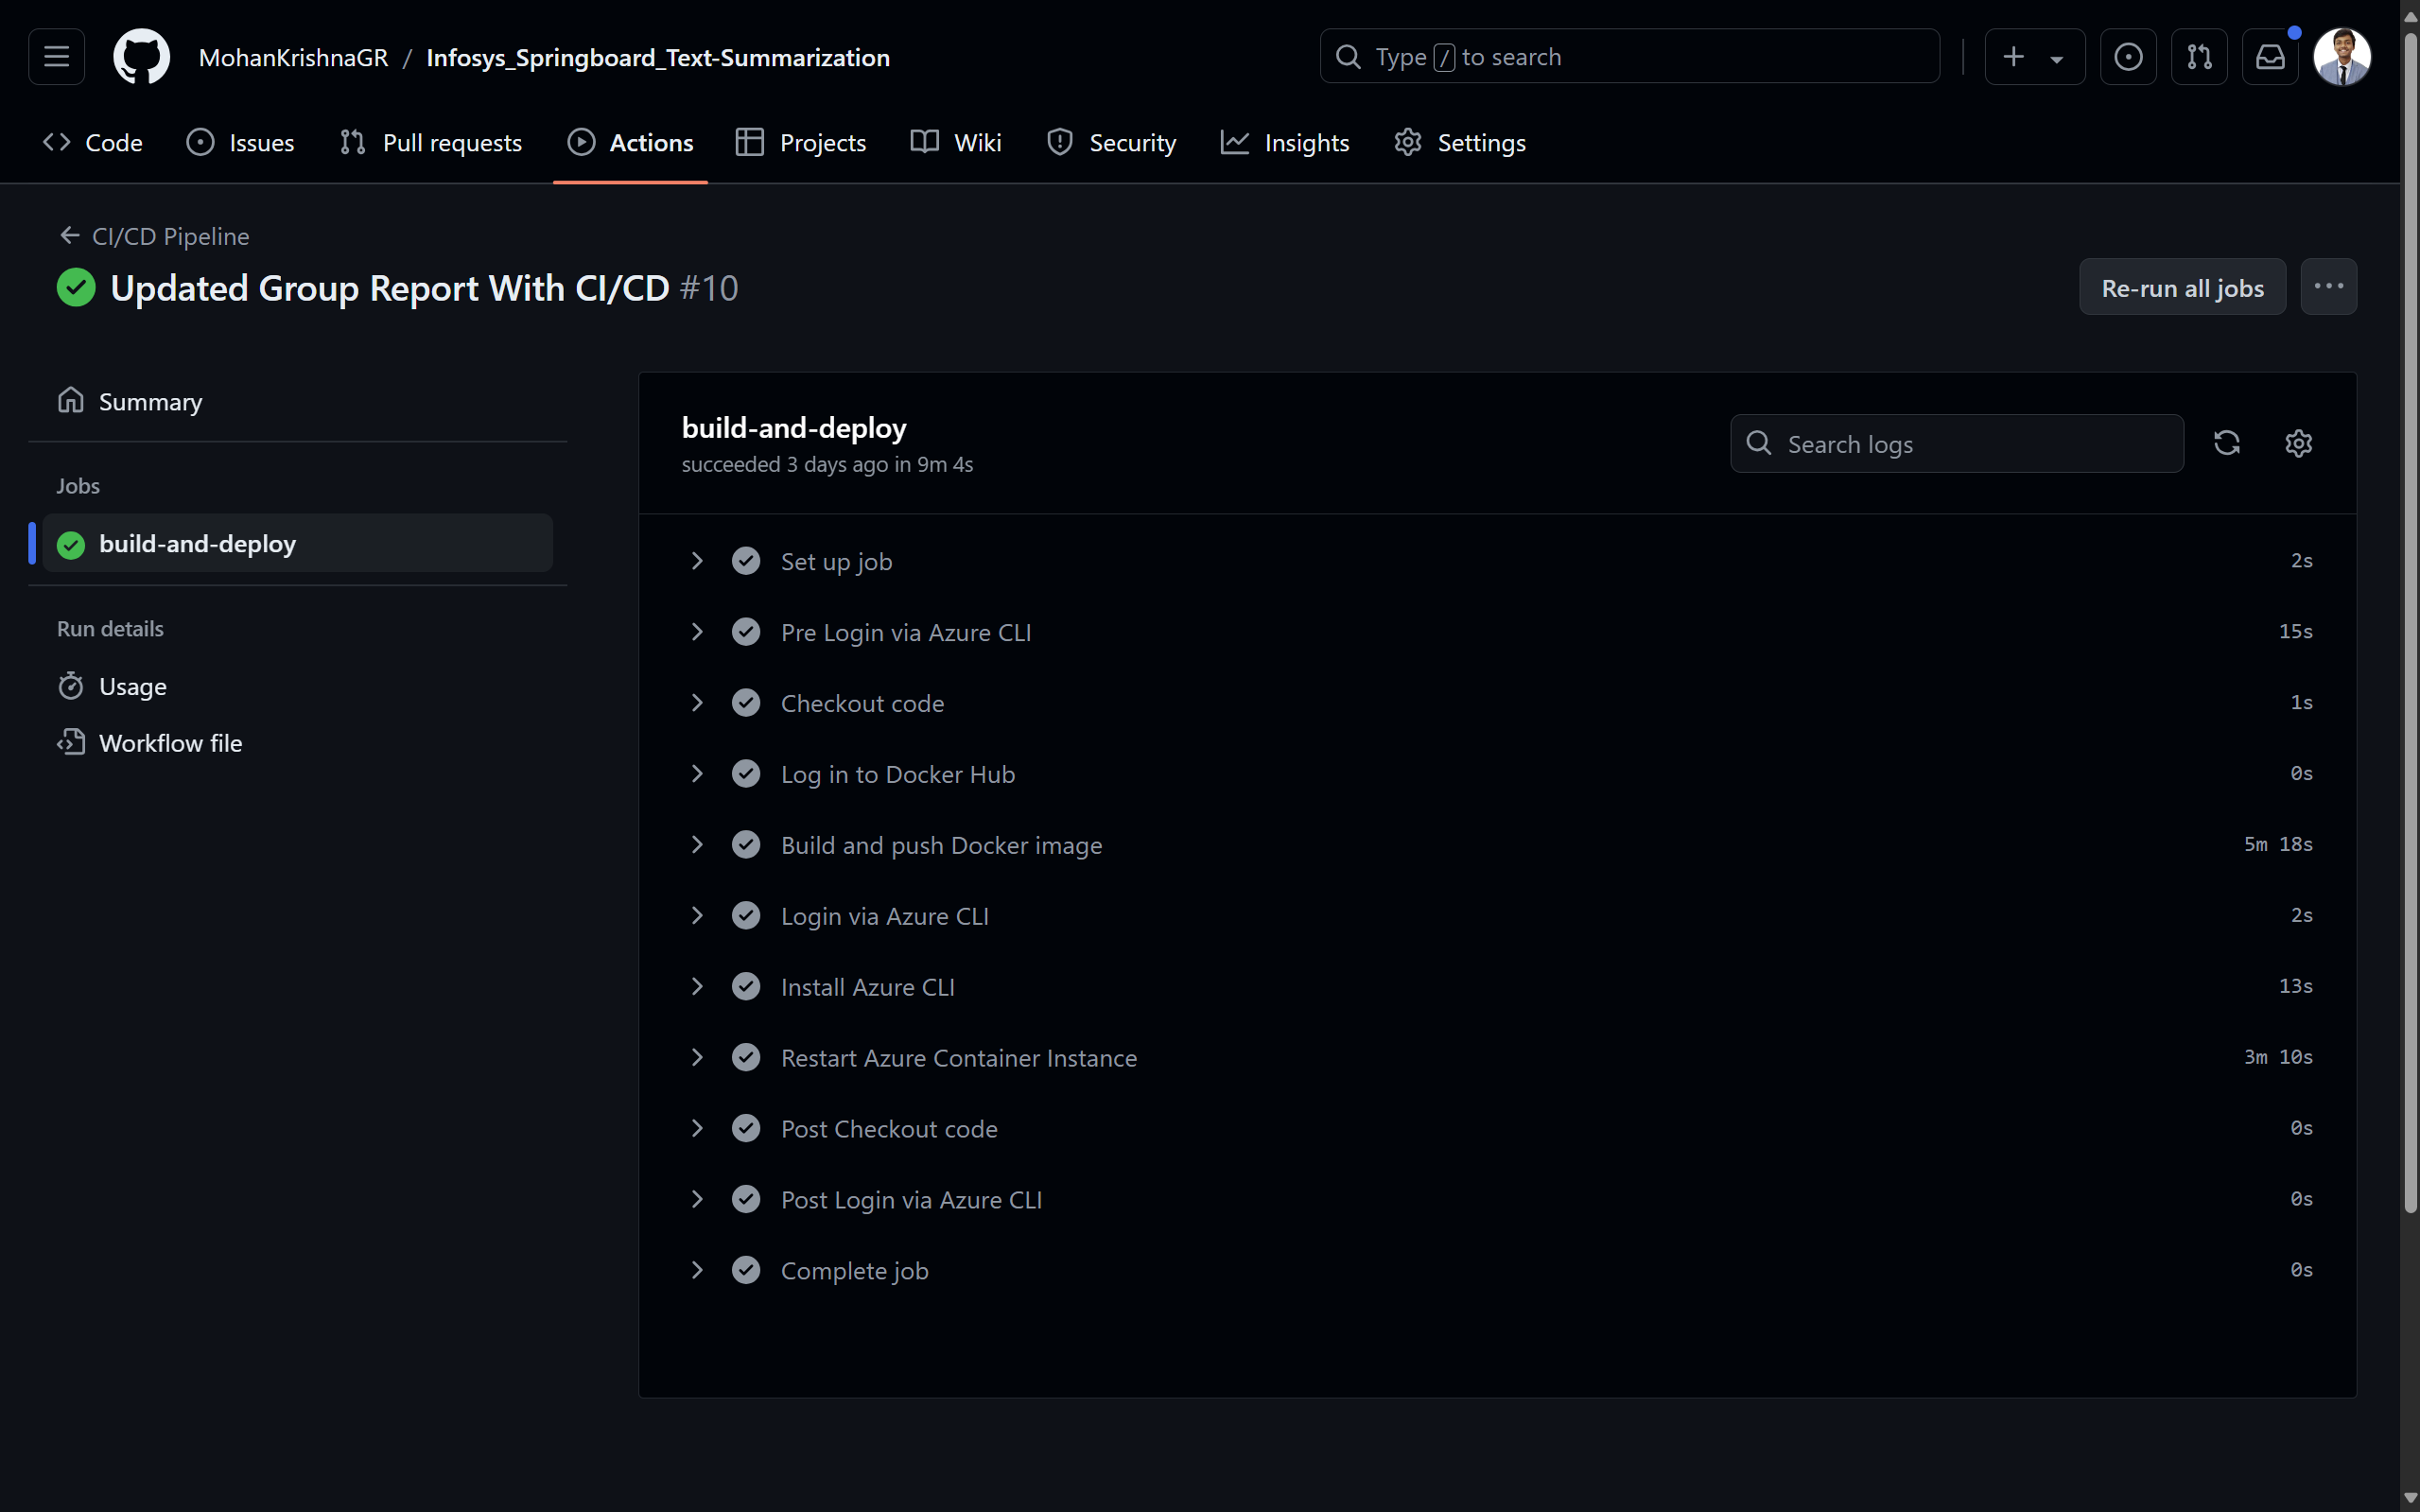 MohanKrishnaGR / Infosys_Springboard_Text-Summarization
Type / to search
Code Issues Pull requests Actions Projects Wiki Security Insights Settings
CI/CD Pipeline
Updated Group Report With CI/CD #10
Re-run all jobs
Summary
Jobs
build-and-deploy
Run details
Usage
Workflow file
build-and-deploy
succeeded 3 days ago in 9m 4s
Search logs
Set up job 2s
Pre Login via Azure CLI 15s
Checkout code 1s
Log in to Docker Hub 0s
Build and push Docker image 5m 18s
Login via Azure CLI 2s
Install Azure CLI 13s
Restart Azure Container Instance 3m 10s
Post Checkout code 0s
Post Login via Azure CLI 0s
Complete job 0s